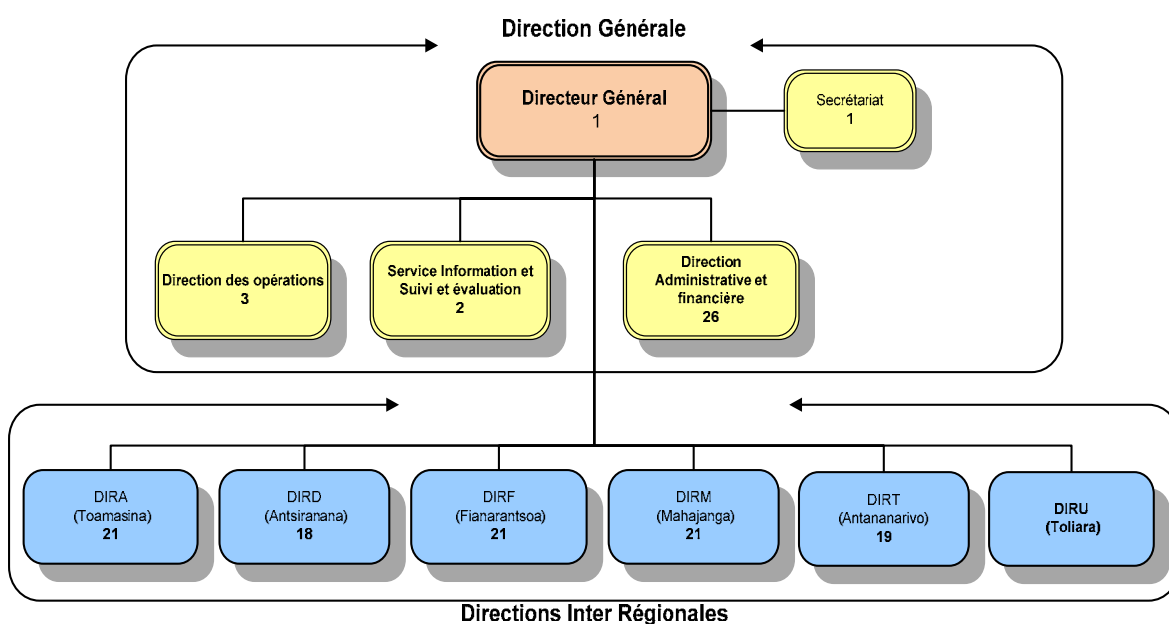 Direction Générale
Directeur Général
1
Secrétariat
1
Direction des opérations
3
Service Information et
Suivi et évaluation
2
Direction
Administrative et
financière
26
DIRA
(Toamasina)
21
DIRD
(Antsiranana)
18
DIRF
(Fianarantsoa)
21
DIRM
(Mahajanga)
21
DIRT
(Antananarivo)
19
DIRU
(Toliara)
Directions Inter Régionales